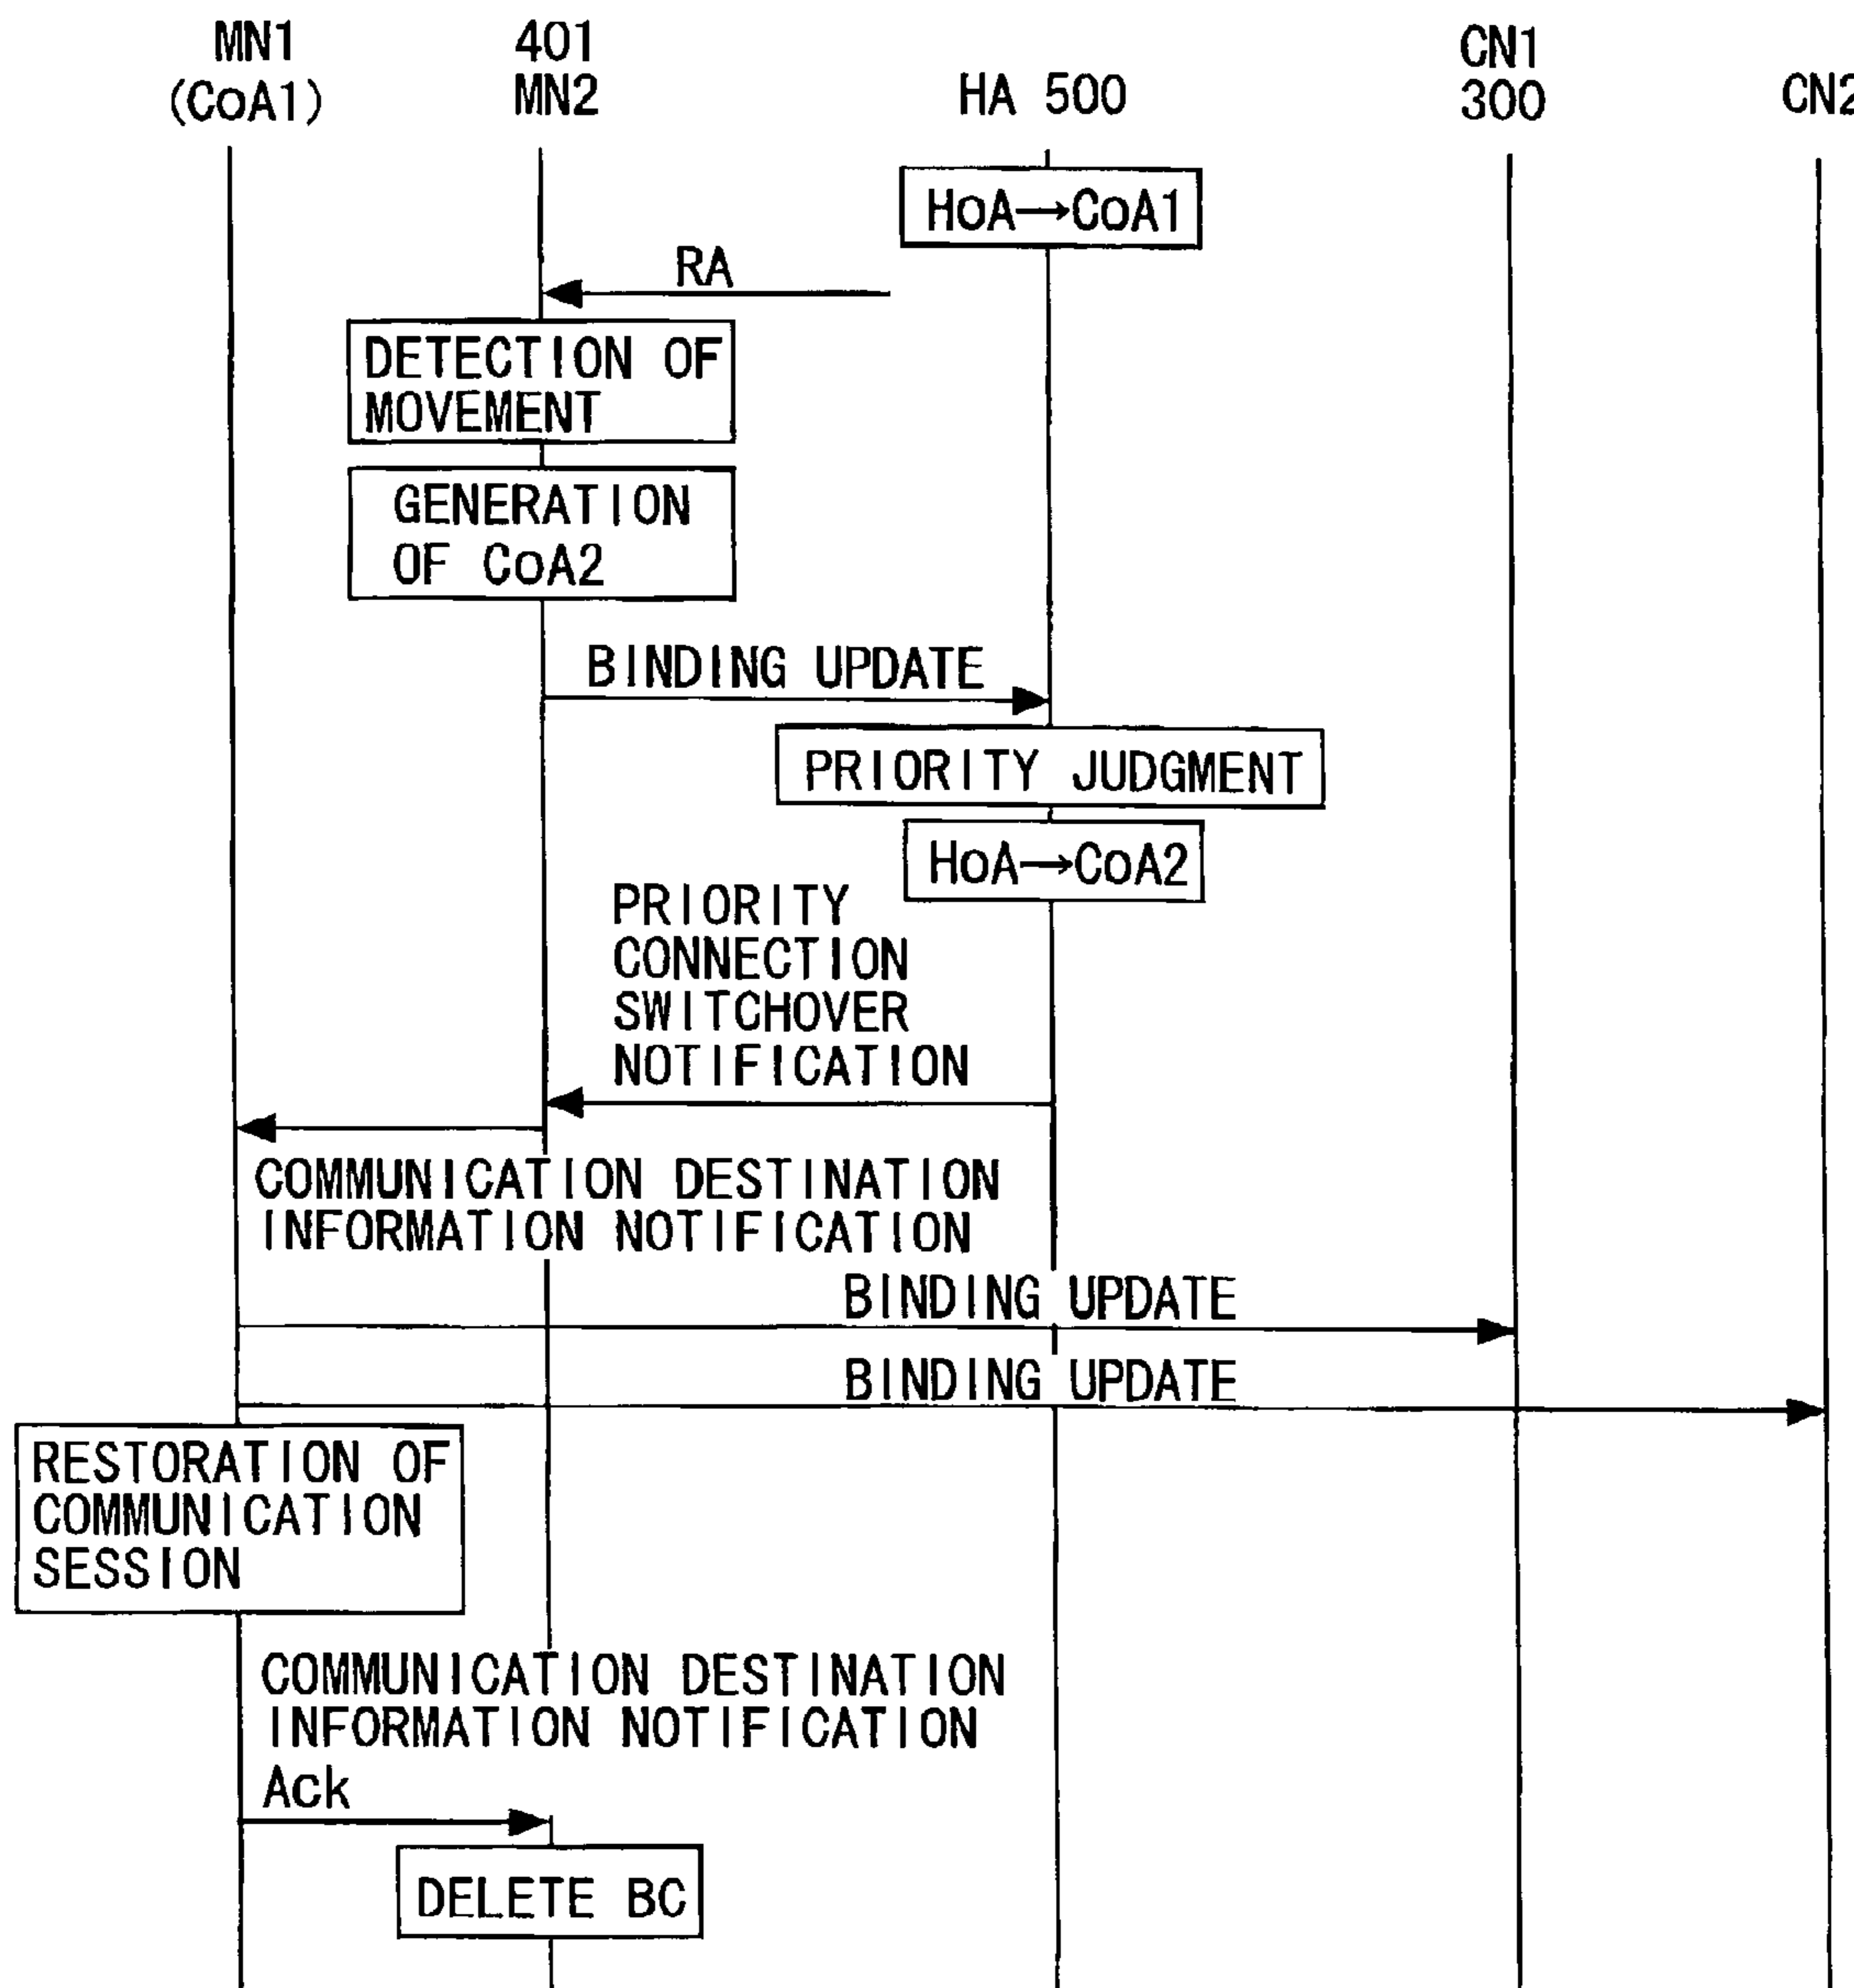 MN1
(CoA1)
401
MN2
HA 500
CN1
300
CN2
HoA→CoA1
RA
DETECTION OF
MOVEMENT
GENERATION
OF CoA2
BINDING UPDATE
PRIORITY JUDGMENT
HoA→CoA2
PRIORITY
CONNECTION
SWITCHOVER
NOTIFICATION
COMMUNICATION DESTINATION
INFORMATION NOTIFICATION
BINDING UPDATE
BINDING UPDATE
RESTORATION OF
COMMUNICATION
SESSION
COMMUNICATION DESTINATION
INFORMATION NOTIFICATION
Ack
DELETE BC